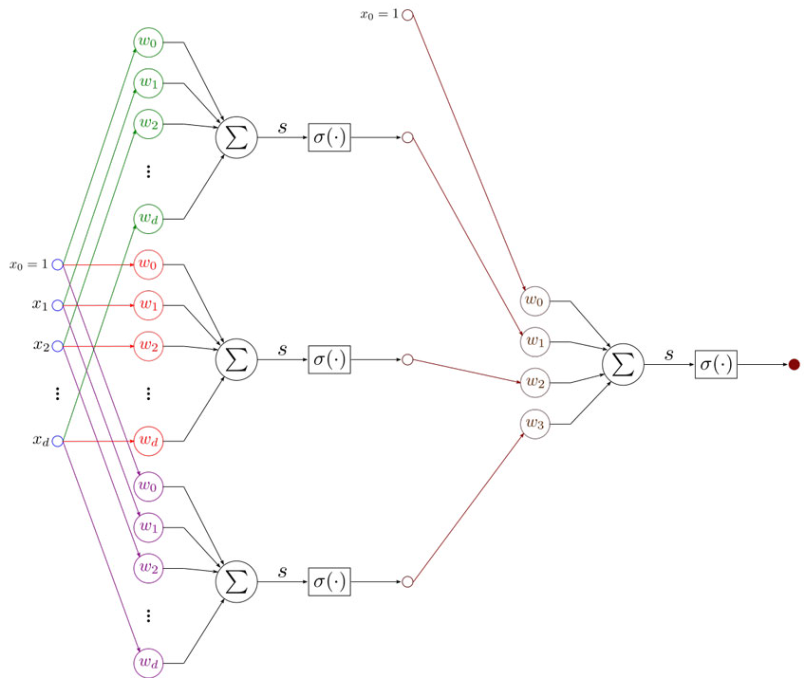 x₀ = 1
w₀
w₁
w₂
⋮
w_d
Σ
s
σ(·)
x₀ = 1
x₁
x₂
⋮
x_d
w₀
w₁
w₂
⋮
w_d
Σ
s
σ(·)
w₀
w₁
w₂
⋮
w_d
Σ
s
σ(·)
w₀
w₁
w₂
w₃
Σ
s
σ(·)